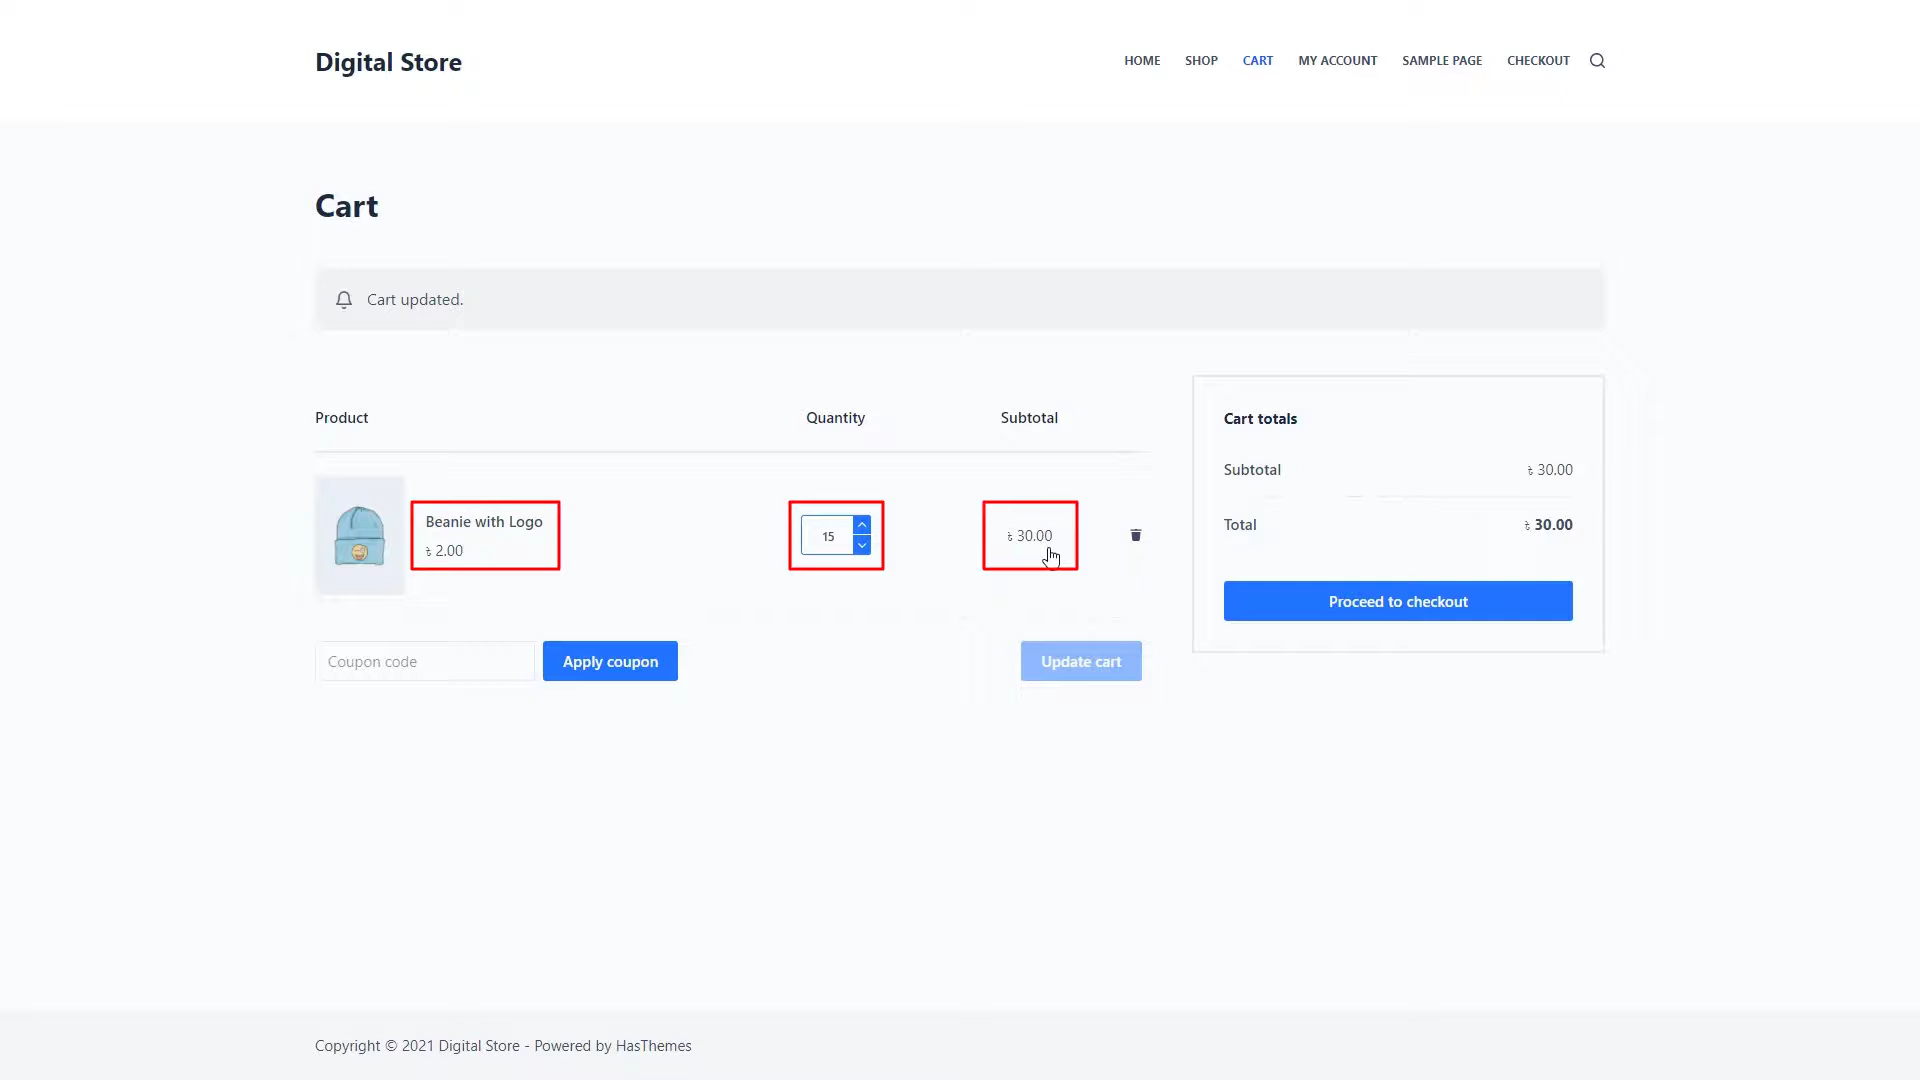 Digital Store
HOME SHOP CART MY ACCOUNT SAMPLE PAGE CHECKOUT
Cart
Cart updated.
Product Quantity Subtotal
Beanie with Logo
৳ 2.00
15
৳ 30.00
Coupon code
Apply coupon
Update cart
Cart totals
Subtotal ৳ 30.00
Total ৳ 30.00
Proceed to checkout
Copyright © 2021 Digital Store - Powered by HasThemes